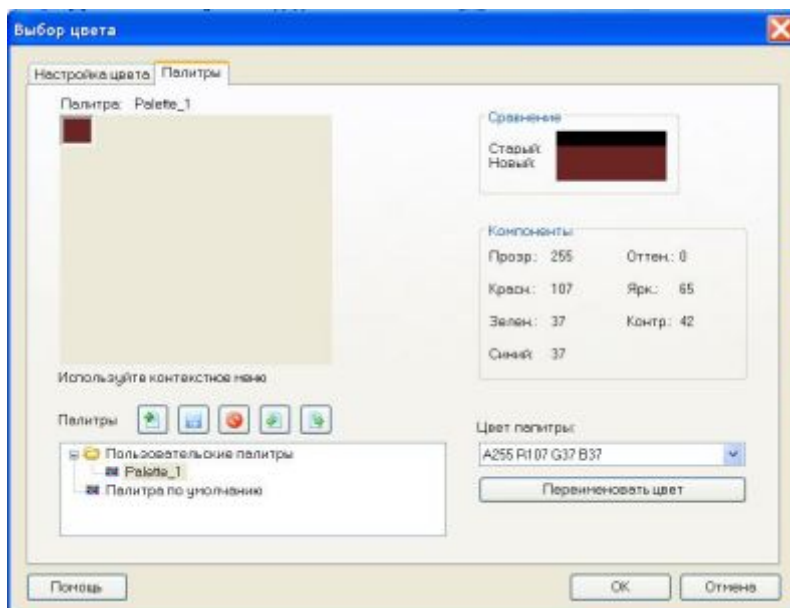 Выбор цвета
Настройка цвета Палитры
Палитра: Palette_1
Сравнение
Старый:
Новый:
Компоненты
Прозр.: 255 Оттен.: 0
Красн.: 107 Ярк.: 65
Зелен.: 37 Контр.: 42
Синий: 37
Используйте контекстное меню
Палитры
Цвет палитры:
Пользовательские палитры
A255 R107 G37 B37
Palette_1
Палитра по умолчанию
Переименовать цвет
Помощь OK Отмена